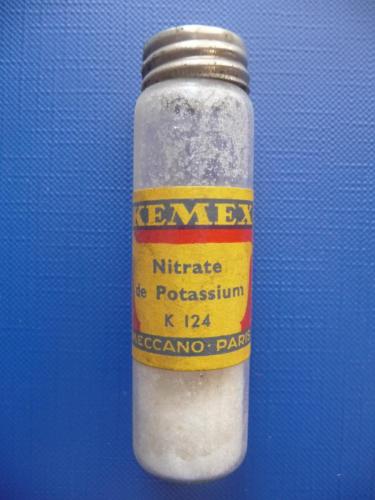 KEMEX
Nitrate
de Potassium
K 124
MECCANO · PARIS